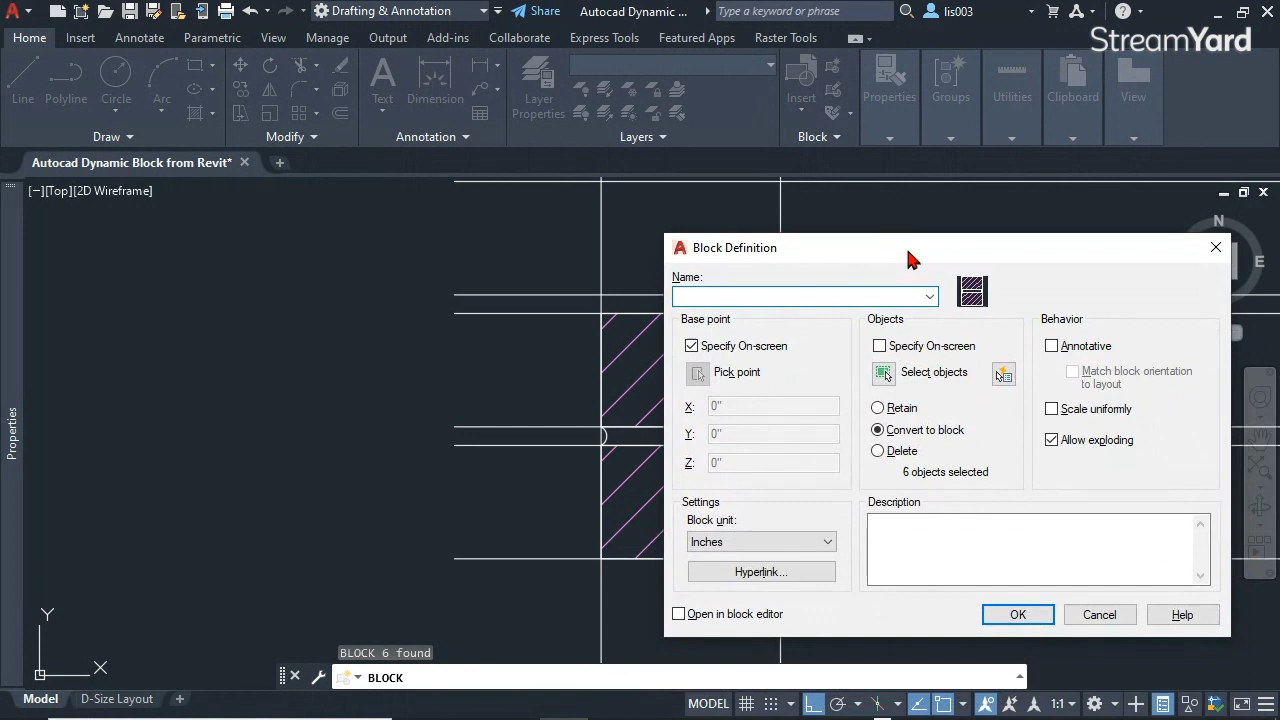 Drafting & Annotation
Share
Autocad Dynamic ...
Type a keyword or phrase
lis003
StreamYard
Home
Insert
Annotate
Parametric
View
Manage
Output
Add-ins
Collaborate
Express Tools
Featured Apps
Raster Tools
Line
Polyline
Circle
Arc
Text
Dimension
Layer
Properties
Insert
Properties
Groups
Utilities
Clipboard
View
Draw
Modify
Annotation
Layers
Block
Autocad Dynamic Block from Revit*
[−][Top][2D Wireframe]
N
E
Properties
Block Definition
Name:
Base point
Specify On-screen
Pick point
X: 0"
Y: 0"
Z: 0"
Objects
Specify On-screen
Select objects
Retain
Convert to block
Delete
6 objects selected
Behavior
Annotative
Match block orientation
to layout
Scale uniformly
Allow exploding
Settings
Block unit:
Inches
Hyperlink...
Description
Open in block editor
OK
Cancel
Help
Y
X
BLOCK 6 found
BLOCK
Model
D-Size Layout
MODEL
1:1